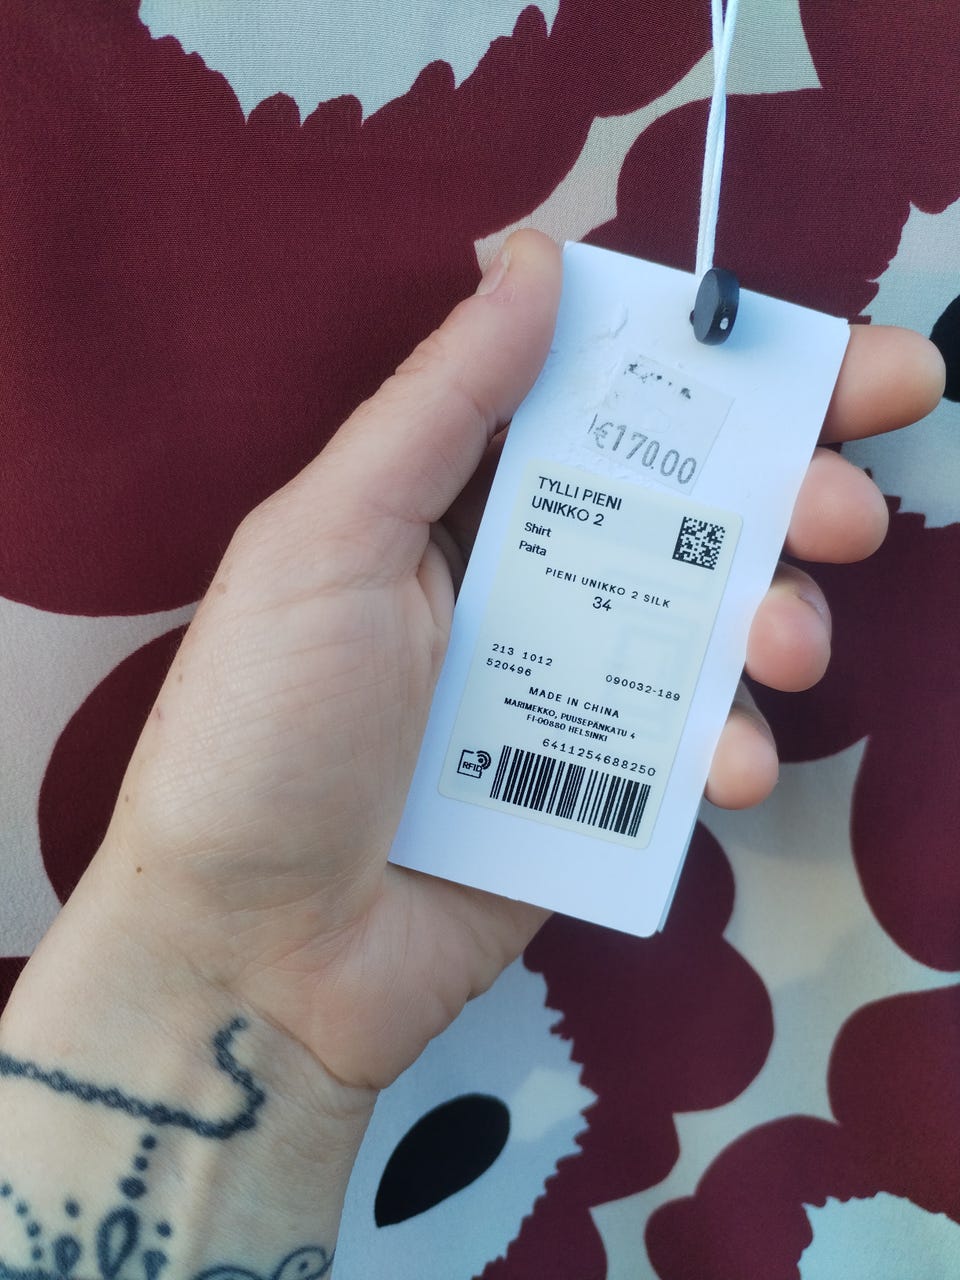 €170.00
TYLLI PIENI
UNIKKO 2
Shirt
Paita
PIENI UNIKKO 2 SILK
34
213 1012
520496
090032-189
MADE IN CHINA
MARIMEKKO, PUUSEPÄNKATU 4
FI-00880 HELSINKI
6411254688250
RFID